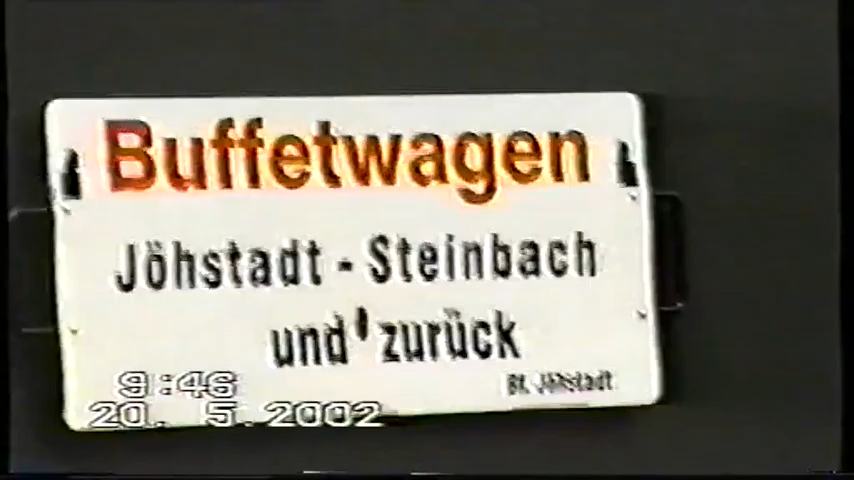 Buffetwagen
Jöhstadt - Steinbach
und zurück
Bf. Jöhstadt
9:46
20. 5.2002